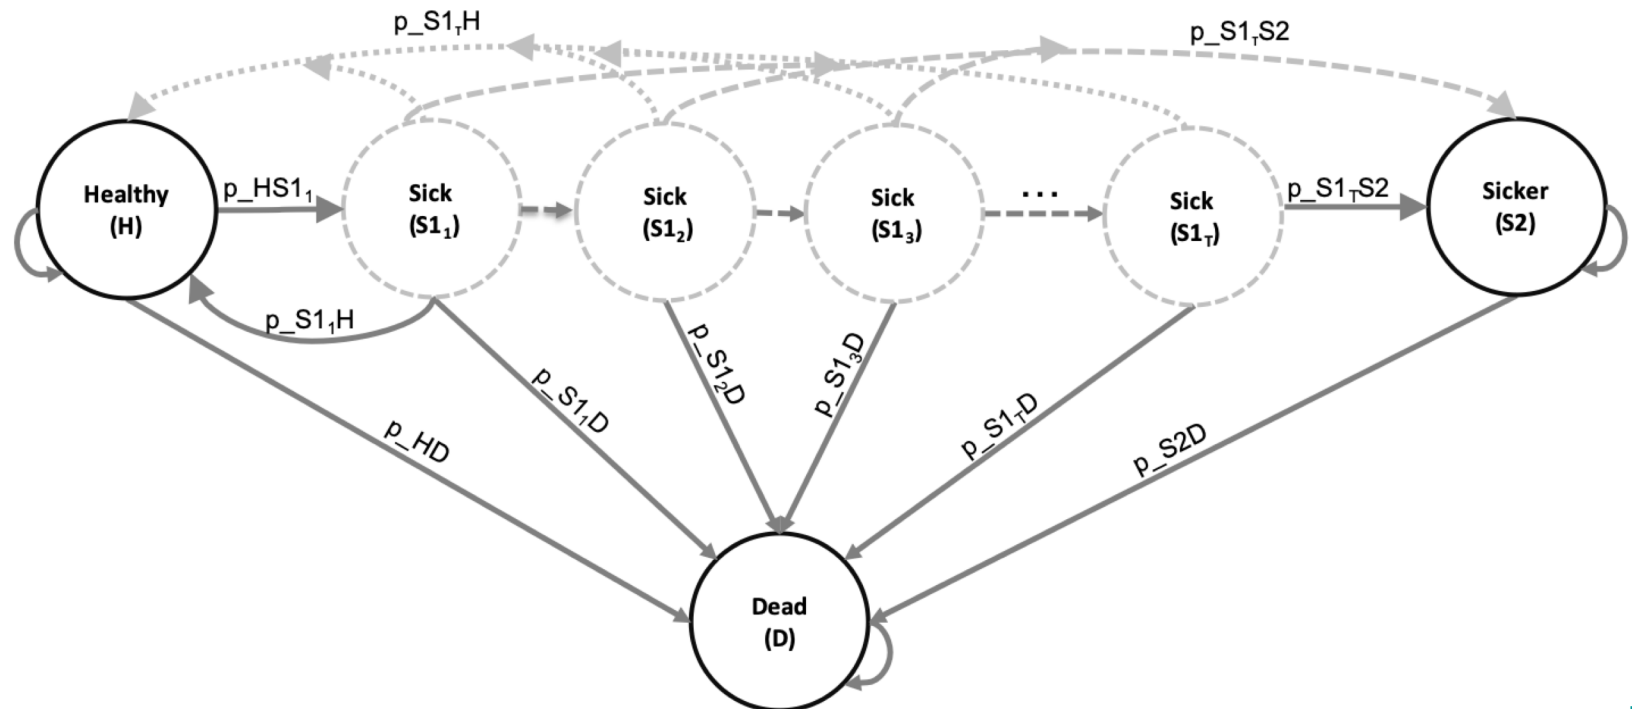 p_S1ₜH
p_S1ₜS2
Healthy
(H)
p_HS1₁
Sick
(S1₁)
Sick
(S1₂)
Sick
(S1₃)
...
Sick
(S1ₜ)
p_S1ₜS2
Sicker
(S2)
p_S1₁H
p_HD
p_S1₁D
p_S1₂D
p_S1₃D
p_S1ₜD
p_S2D
Dead
(D)